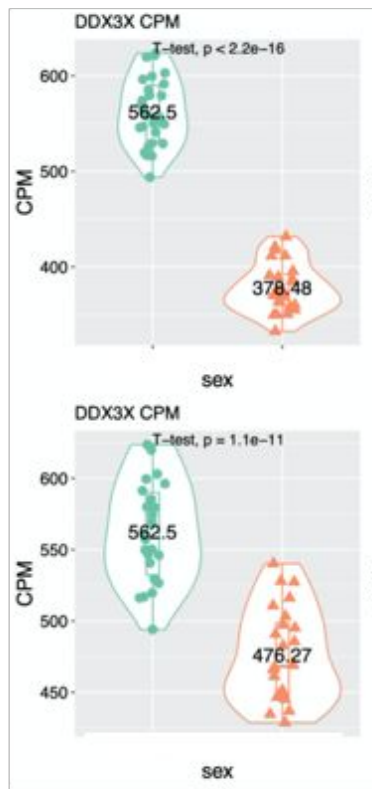 DDX3X CPM
T-test, p < 2.2e-16
600
562.5
500
CPM
400
378.48
sex
DDX3X CPM
T-test, p = 1.1e-11
600
562.5
550
CPM
500
476.27
450
sex